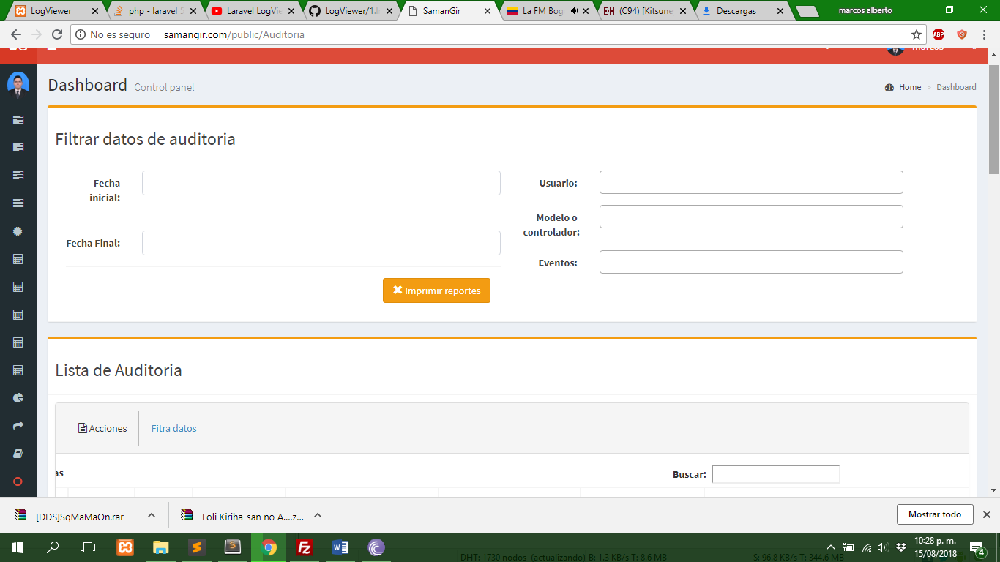 LogViewer
php - laravel 5
Laravel LogVie
LogViewer/1.I
SamanGir
La FM Bog
(C94) [Kitsune
Descargas
marcos alberto
No es seguro
samangir.com/public/Auditoria
ABP
Dashboard Control panel
Home > Dashboard
Filtrar datos de auditoria
Fecha inicial:
Usuario:
Modelo o controlador:
Fecha Final:
Eventos:
Imprimir reportes
Lista de Auditoria
Acciones
Fitra datos
as
Buscar:
[DDS]SqMaMaOn.rar
Loli Kiriha-san no A....z...
Mostrar todo
10:28 p. m.
15/08/2018
4
DHT: 1730 nodos (actualizando) B: 1.3 KB/s T: 8.6 MB
S: 96.8 KB/s T: 344.6 MB